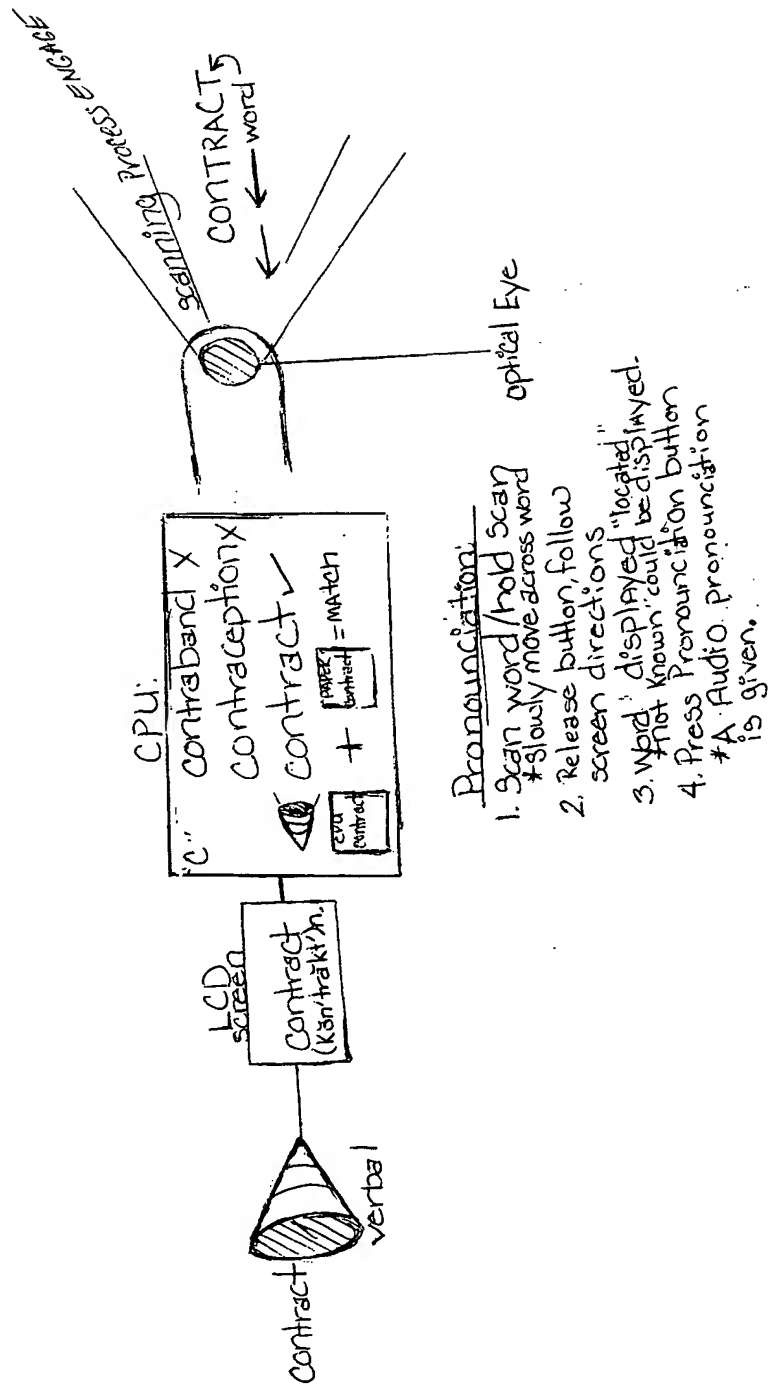 scanning process ENGAGE
CONTRACT
word
optical Eye
CPU:
"C" contraband X
contraception X
contract ✓
CPU contract + PAPER contract = MATCH
LCD
screen
contract
(kŏn'trăkt')n.
contract
verbal
Pronounciation:
1. Scan word/hold scan
*slowly move across word
2. Release button, follow
screen directions
3. Word: displayed "located"
*"not known" could be displayed.
4. Press Pronounciation button
*A Audio pronounciation
is given.